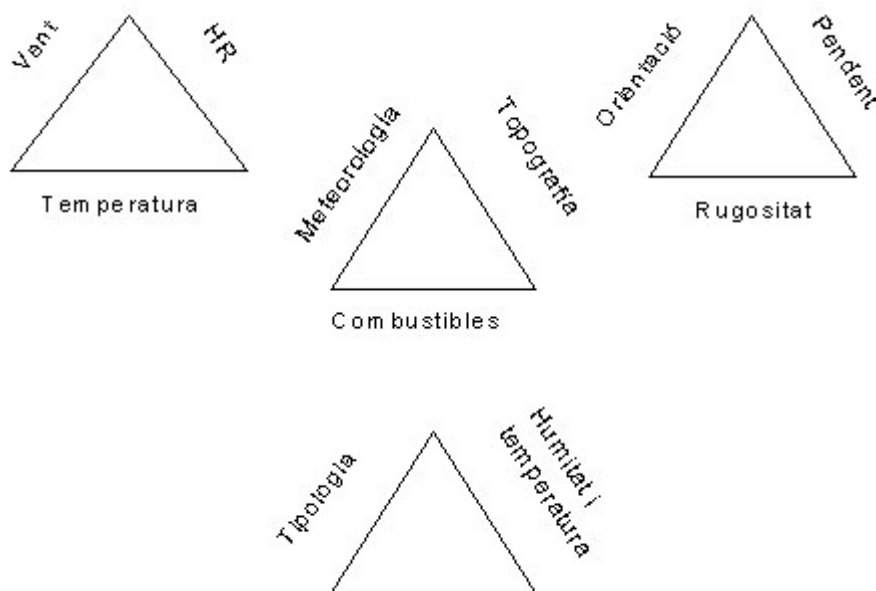 Vent
HR
Temperatura
Orientació
Pendent
Rugositat
Meteorologia
Topografia
Combustibles
Tipologia
Humitat i
temperatura